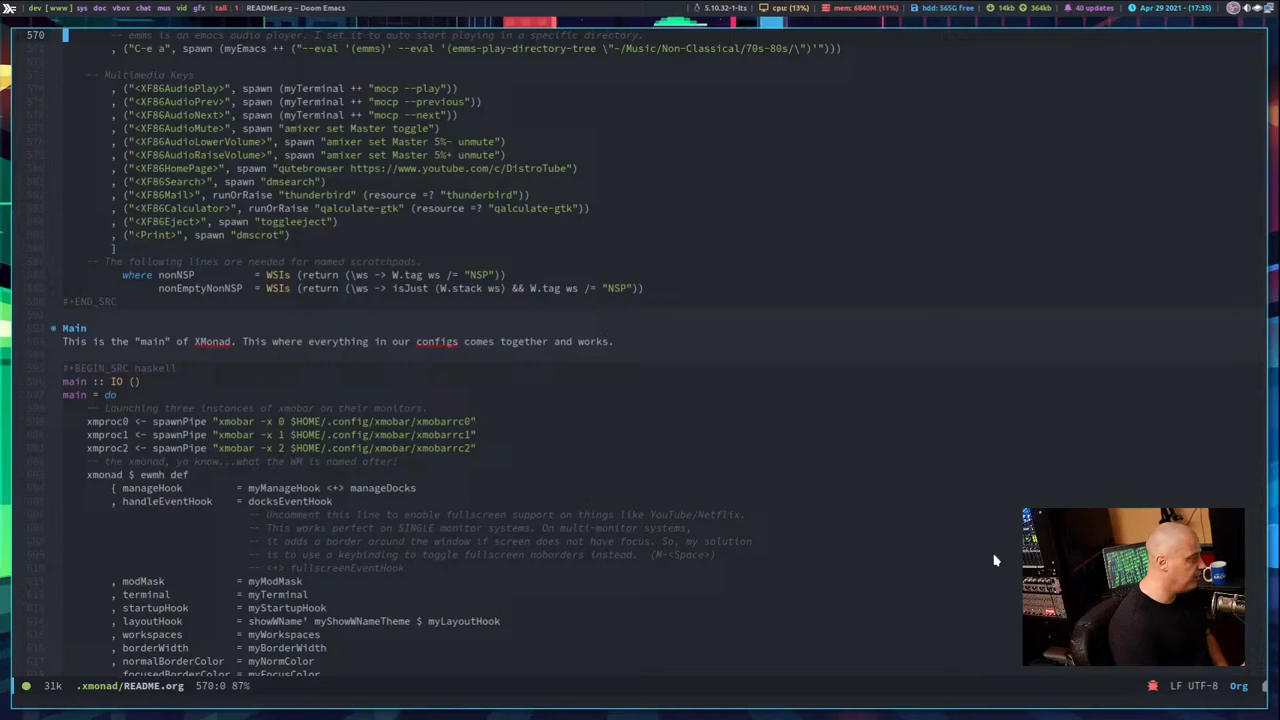 dev [ www ] sys doc vbox chat mus vid gfx | tall | 1 | README.org – Doom Emacs
5.10.32-1-lts | cpu: (13%) | mem: 6840M (11%) | hdd: 565G free | 14kb 364kb | 40 updates | Apr 29 2021 - (17:35)
570 -- emms is an emacs audio player. I set it to auto start playing in a specific directory.
, ("C-e a", spawn (myEmacs ++ ("--eval '(emms)' --eval '(emms-play-directory-tree \"~/Music/Non-Classical/70s-80s/\")'")))
-- Multimedia Keys
, ("<XF86AudioPlay>", spawn (myTerminal ++ "mocp --play"))
, ("<XF86AudioPrev>", spawn (myTerminal ++ "mocp --previous"))
, ("<XF86AudioNext>", spawn (myTerminal ++ "mocp --next"))
, ("<XF86AudioMute>", spawn "amixer set Master toggle")
, ("<XF86AudioLowerVolume>", spawn "amixer set Master 5%- unmute")
, ("<XF86AudioRaiseVolume>", spawn "amixer set Master 5%+ unmute")
, ("<XF86HomePage>", spawn "qutebrowser https://www.youtube.com/c/DistroTube")
, ("<XF86Search>", spawn "dmsearch")
, ("<XF86Mail>", runOrRaise "thunderbird" (resource =? "thunderbird"))
, ("<XF86Calculator>", runOrRaise "qalculate-gtk" (resource =? "qalculate-gtk"))
, ("<XF86Eject>", spawn "toggleeject")
, ("<Print>", spawn "dmscrot")
]
-- The following lines are needed for named scratchpads.
where nonNSP = WSIs (return (\ws -> W.tag ws /= "NSP"))
nonEmptyNonNSP = WSIs (return (\ws -> isJust (W.stack ws) && W.tag ws /= "NSP"))
#+END_SRC
Main
This is the "main" of XMonad. This where everything in our configs comes together and works.
#+BEGIN_SRC haskell
main :: IO ()
main = do
-- Launching three instances of xmobar on their monitors.
xmproc0 <- spawnPipe "xmobar -x 0 $HOME/.config/xmobar/xmobarrc0"
xmproc1 <- spawnPipe "xmobar -x 1 $HOME/.config/xmobar/xmobarrc1"
xmproc2 <- spawnPipe "xmobar -x 2 $HOME/.config/xmobar/xmobarrc2"
-- the xmonad, ya know...what the WM is named after!
xmonad $ ewmh def
{ manageHook = myManageHook <+> manageDocks
, handleEventHook = docksEventHook
-- Uncomment this line to enable fullscreen support on things like YouTube/Netflix.
-- This works perfect on SINGLE monitor systems. On multi-monitor systems,
-- it adds a border around the window if screen does not have focus. So, my solution
-- is to use a keybinding to toggle fullscreen noborders instead. (M-<Space>)
-- <+> fullscreenEventHook
, modMask = myModMask
, terminal = myTerminal
, startupHook = myStartupHook
, layoutHook = showWName' myShowWNameTheme $ myLayoutHook
, workspaces = myWorkspaces
, borderWidth = myBorderWidth
, normalBorderColor = myNormColor
, focusedBorderColor = myFocusColor
31k .xmonad/README.org 570:0 87% LF UTF-8 Org